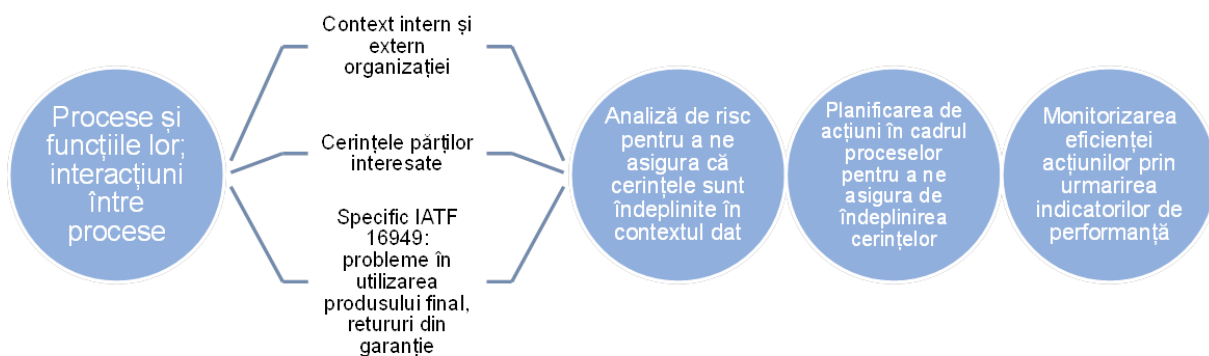 Procese și
funcțiile lor;
interacțiuni
între
procese
Context intern și
extern
organizației
Cerințele părților
interesate
Specific IATF
16949:
probleme în
utilizarea
produsului final,
retururi din
garanție
Analiză de risc
pentru a ne
asigura că
cerințele sunt
îndeplinite în
contextul dat
Planificarea de
acțiuni în cadrul
proceselor
pentru a ne
asigura de
îndeplinirea
cerințelor
Monitorizarea
eficienței
acțiunilor prin
urmarirea
indicatorilor de
performanță